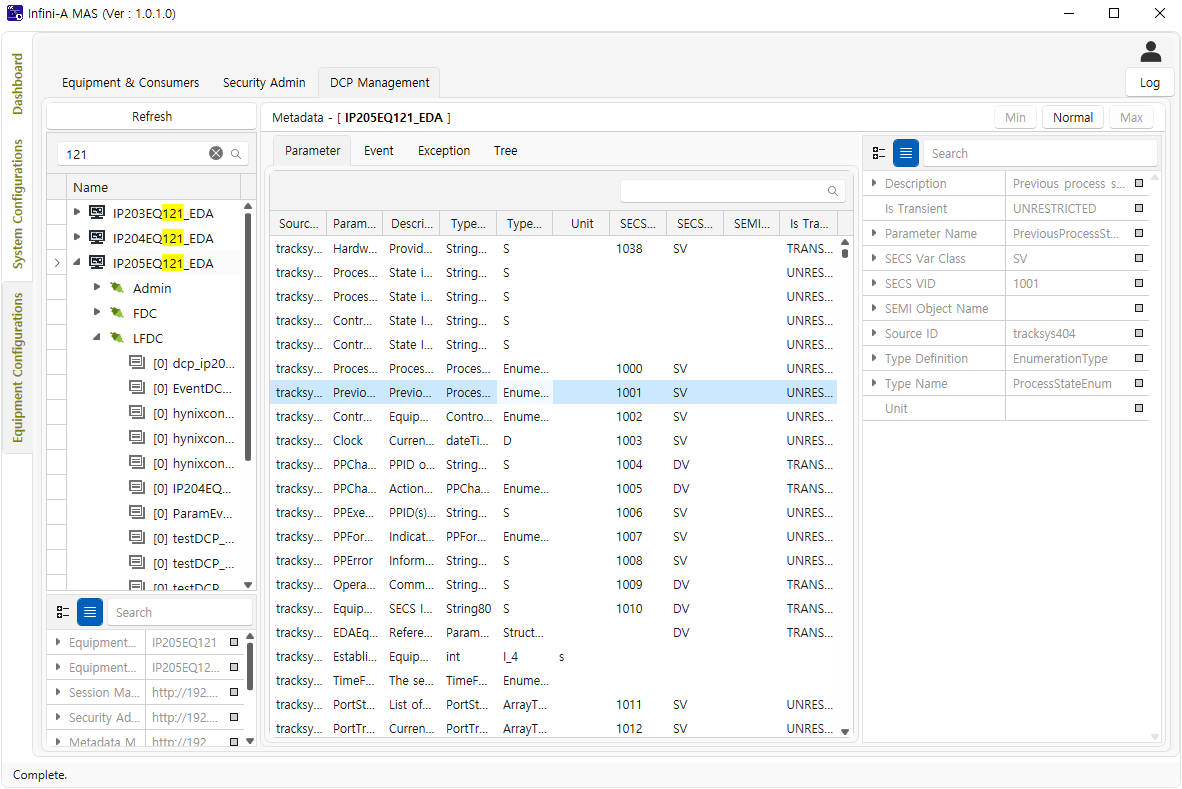 Infini-A MAS (Ver : 1.0.1.0)
Dashboard
System Configurations
Equipment Configurations
Equipment & Consumers Security Admin DCP Management
Log
Refresh
121
Name
IP203EQ121_EDA
IP204EQ121_EDA
IP205EQ121_EDA
Admin
FDC
LFDC
[0] dcp_ip20...
[0] EventDC...
[0] hynixcon...
[0] hynixcon...
[0] hynixcon...
[0] IP204EQ...
[0] ParamEv...
[0] testDCP_...
[0] testDCP_...
[0] testDCP
Search
Equipment... IP205EQ121
Equipment... IP205EQ12...
Session Ma... http://192....
Security Ad... http://192....
Metadata M http://192
Metadata - [ IP205EQ121_EDA ]
Min Normal Max
Parameter Event Exception Tree
Sourc... Param... Descri... Type... Type... Unit SECS... SECS... SEMI... Is Tra...
tracksy... Hardw... Provid... String... S 1038 SV TRANS...
tracksy... Proces... State i... String... S UNRES...
tracksy... Proces... State i... String... S UNRES...
tracksy... Contr... State I... String... S UNRES...
tracksy... Contr... State I... String... S UNRES...
tracksy... Proces... Proces... Proces... Enume... 1000 SV UNRES...
tracksy... Previo... Previo... Proces... Enume... 1001 SV UNRES...
tracksy... Contr... Equip... Contro... Enume... 1002 SV UNRES...
tracksy... Clock Curren... dateTi... D 1003 SV UNRES...
tracksy... PPCha... PPID o... String... S 1004 DV TRANS...
tracksy... PPCha... Action... PPCha... Enume... 1005 DV TRANS...
tracksy... PPExe... PPID(s)... String... S 1006 SV UNRES...
tracksy... PPFor... Indicat... PPFor... Enume... 1007 SV UNRES...
tracksy... PPError Inform... String... S 1008 SV UNRES...
tracksy... Opera... Comm... String... S 1009 DV TRANS...
tracksy... Equip... SECS I... String80 S 1010 DV TRANS...
tracksy... EDAEq... Refere... Param... Struct... DV TRANS...
tracksy... Establi... Equip... int I_4 s
tracksy... TimeF... The se... TimeF... Enume...
tracksy... PortSt... List of... PortSt... ArrayT... 1011 SV UNRES...
tracksy... PortTr... Curren... PortTr... ArrayT... 1012 SV UNRES...
Search
Description Previous process s...
Is Transient UNRESTRICTED
Parameter Name PreviousProcessSt...
SECS Var Class SV
SECS VID 1001
SEMI Object Name
Source ID tracksys404
Type Definition EnumerationType
Type Name ProcessStateEnum
Unit
Complete.